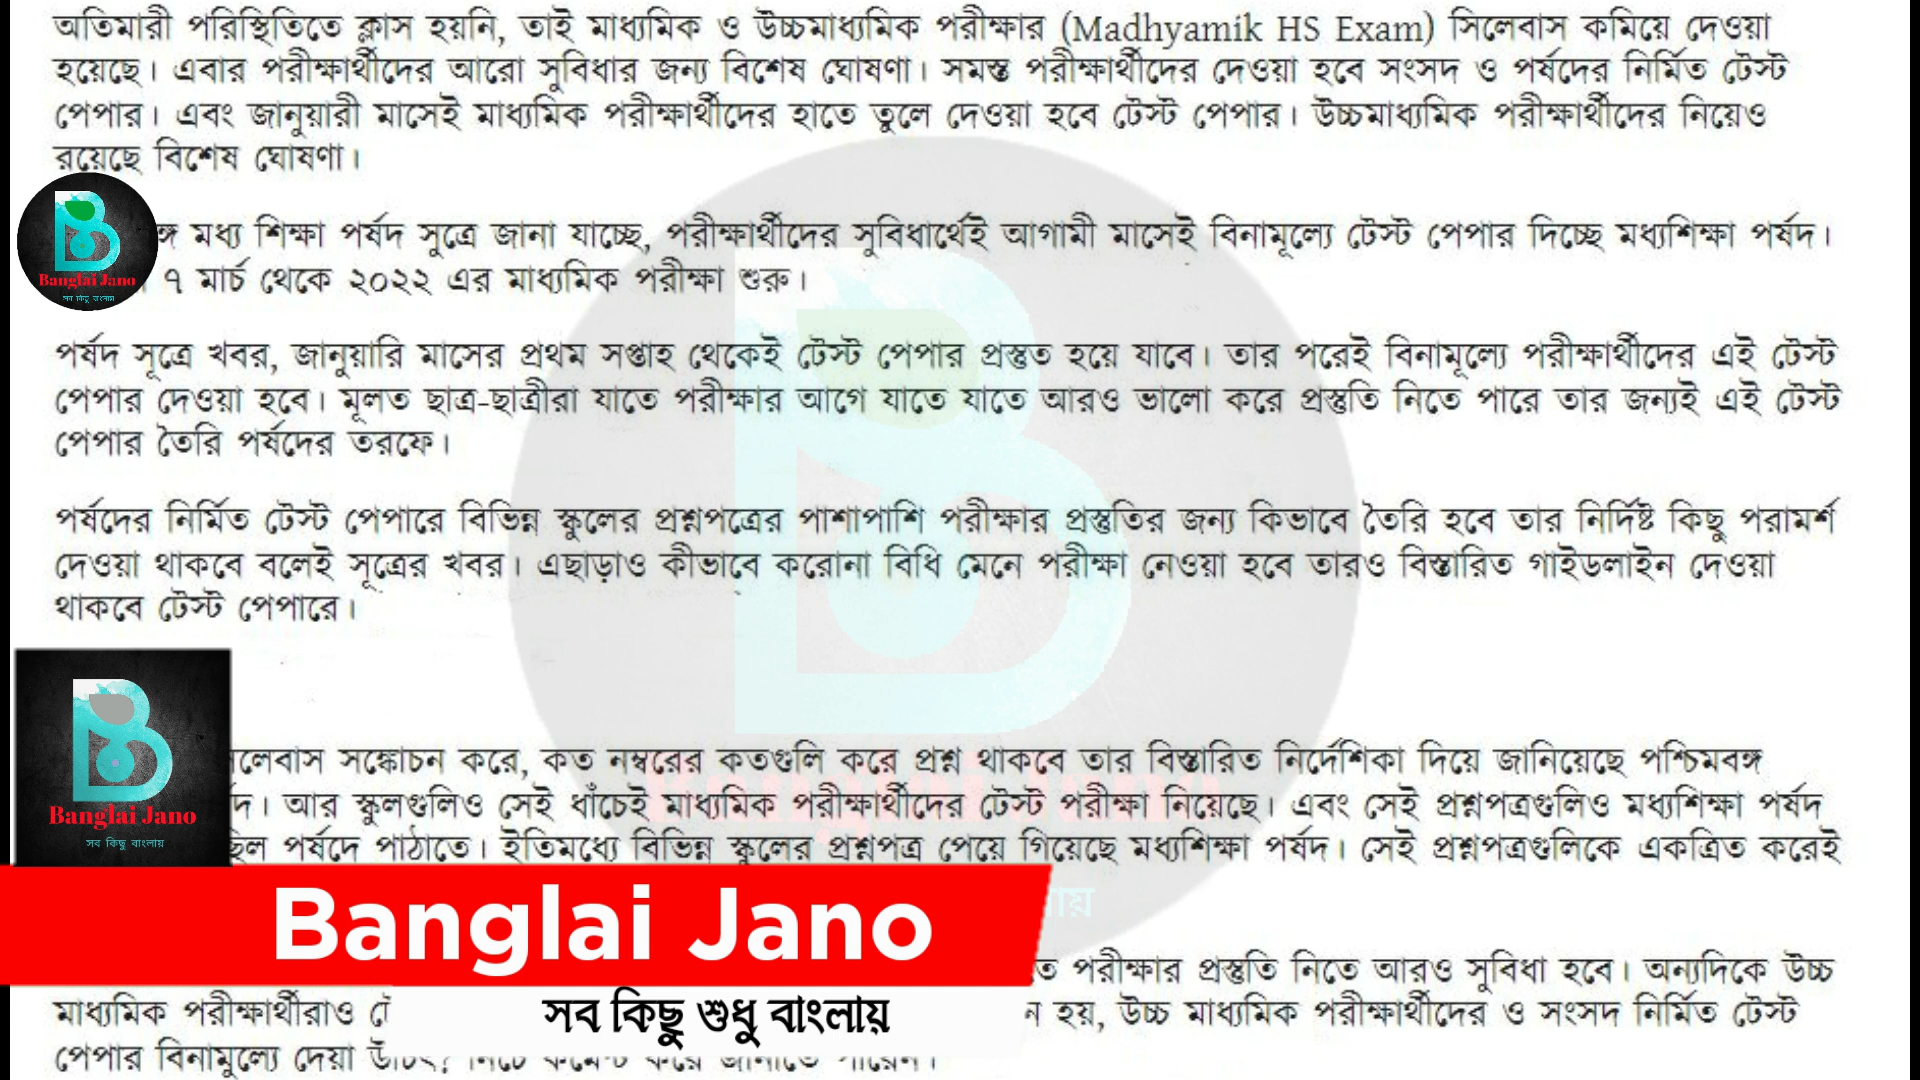 অতিমারী পরিস্থিতিতে ক্লাস হয়নি, তাই মাধ্যমিক ও উচ্চমাধ্যমিক পরীক্ষার (Madhyamik HS Exam) সিলেবাস কমিয়ে দেওয়া
হয়েছে। এবার পরীক্ষার্থীদের আরো সুবিধার জন্য বিশেষ ঘোষণা। সমস্ত পরীক্ষার্থীদের দেওয়া হবে সংসদ ও পর্ষদের নির্মিত টেস্ট
পেপার। এবং জানুয়ারী মাসেই মাধ্যমিক পরীক্ষার্থীদের হাতে তুলে দেওয়া হবে টেস্ট পেপার। উচ্চমাধ্যমিক পরীক্ষার্থীদের নিয়েও
রয়েছে বিশেষ ঘোষণা।
মধ্য শিক্ষা পর্ষদ সুত্রে জানা যাচ্ছে, পরীক্ষার্থীদের সুবিধার্থেই আগামী মাসেই বিনামূল্যে টেস্ট পেপার দিচ্ছে মধ্যশিক্ষা পর্ষদ।
৭ মার্চ থেকে ২০২২ এর মাধ্যমিক পরীক্ষা শুরু।
Banglai Jano
সব কিছু বাংলায়
পর্ষদ সূত্রে খবর, জানুয়ারি মাসের প্রথম সপ্তাহ থেকেই টেস্ট পেপার প্রস্তুত হয়ে যাবে। তার পরেই বিনামূল্যে পরীক্ষার্থীদের এই টেস্ট
পেপার দেওয়া হবে। মূলত ছাত্র-ছাত্রীরা যাতে পরীক্ষার আগে যাতে যাতে আরও ভালো করে প্রস্তুতি নিতে পারে তার জন্যই এই টেস্ট
পেপার তৈরি পর্ষদের তরফে।
পর্ষদের নির্মিত টেস্ট পেপারে বিভিন্ন স্কুলের প্রশ্নপত্রের পাশাপাশি পরীক্ষার প্রস্তুতির জন্য কিভাবে তৈরি হবে তার নির্দিষ্ট কিছু পরামর্শ
দেওয়া থাকবে বলেই সূত্রের খবর। এছাড়াও কীভাবে করোনা বিধি মেনে পরীক্ষা নেওয়া হবে তারও বিস্তারিত গাইডলাইন দেওয়া
থাকবে টেস্ট পেপারে।
সঙ্কোচন করে, কত নম্বরের কতগুলি করে প্রশ্ন থাকবে তার বিস্তারিত নির্দেশিকা দিয়ে জানিয়েছে পশ্চিমবঙ্গ
আর স্কুলগুলিও সেই ধাঁচেই মাধ্যমিক পরীক্ষার্থীদের টেস্ট পরীক্ষা নিয়েছে। এবং সেই প্রশ্নপত্রগুলিও মধ্যশিক্ষা পর্ষদ
পর্ষদে পাঠাতে। ইতিমধ্যে বিভিন্ন স্কুলের প্রশ্নপত্র পেয়ে গিয়েছে মধ্যশিক্ষা পর্ষদ। সেই প্রশ্নপত্রগুলিকে একত্রিত করেই
Banglai Jano
সব কিছু বাংলায়
Banglai Jano
সব কিছু শুধু বাংলায়
পরীক্ষার প্রস্তুতি নিতে আরও সুবিধা হবে। অন্যদিকে উচ্চ
মাধ্যমিক পরীক্ষার্থীরাও হয়, উচ্চ মাধ্যমিক পরীক্ষার্থীদের ও সংসদ নির্মিত টেস্ট
পেপার বিনামুল্যে দেয়া